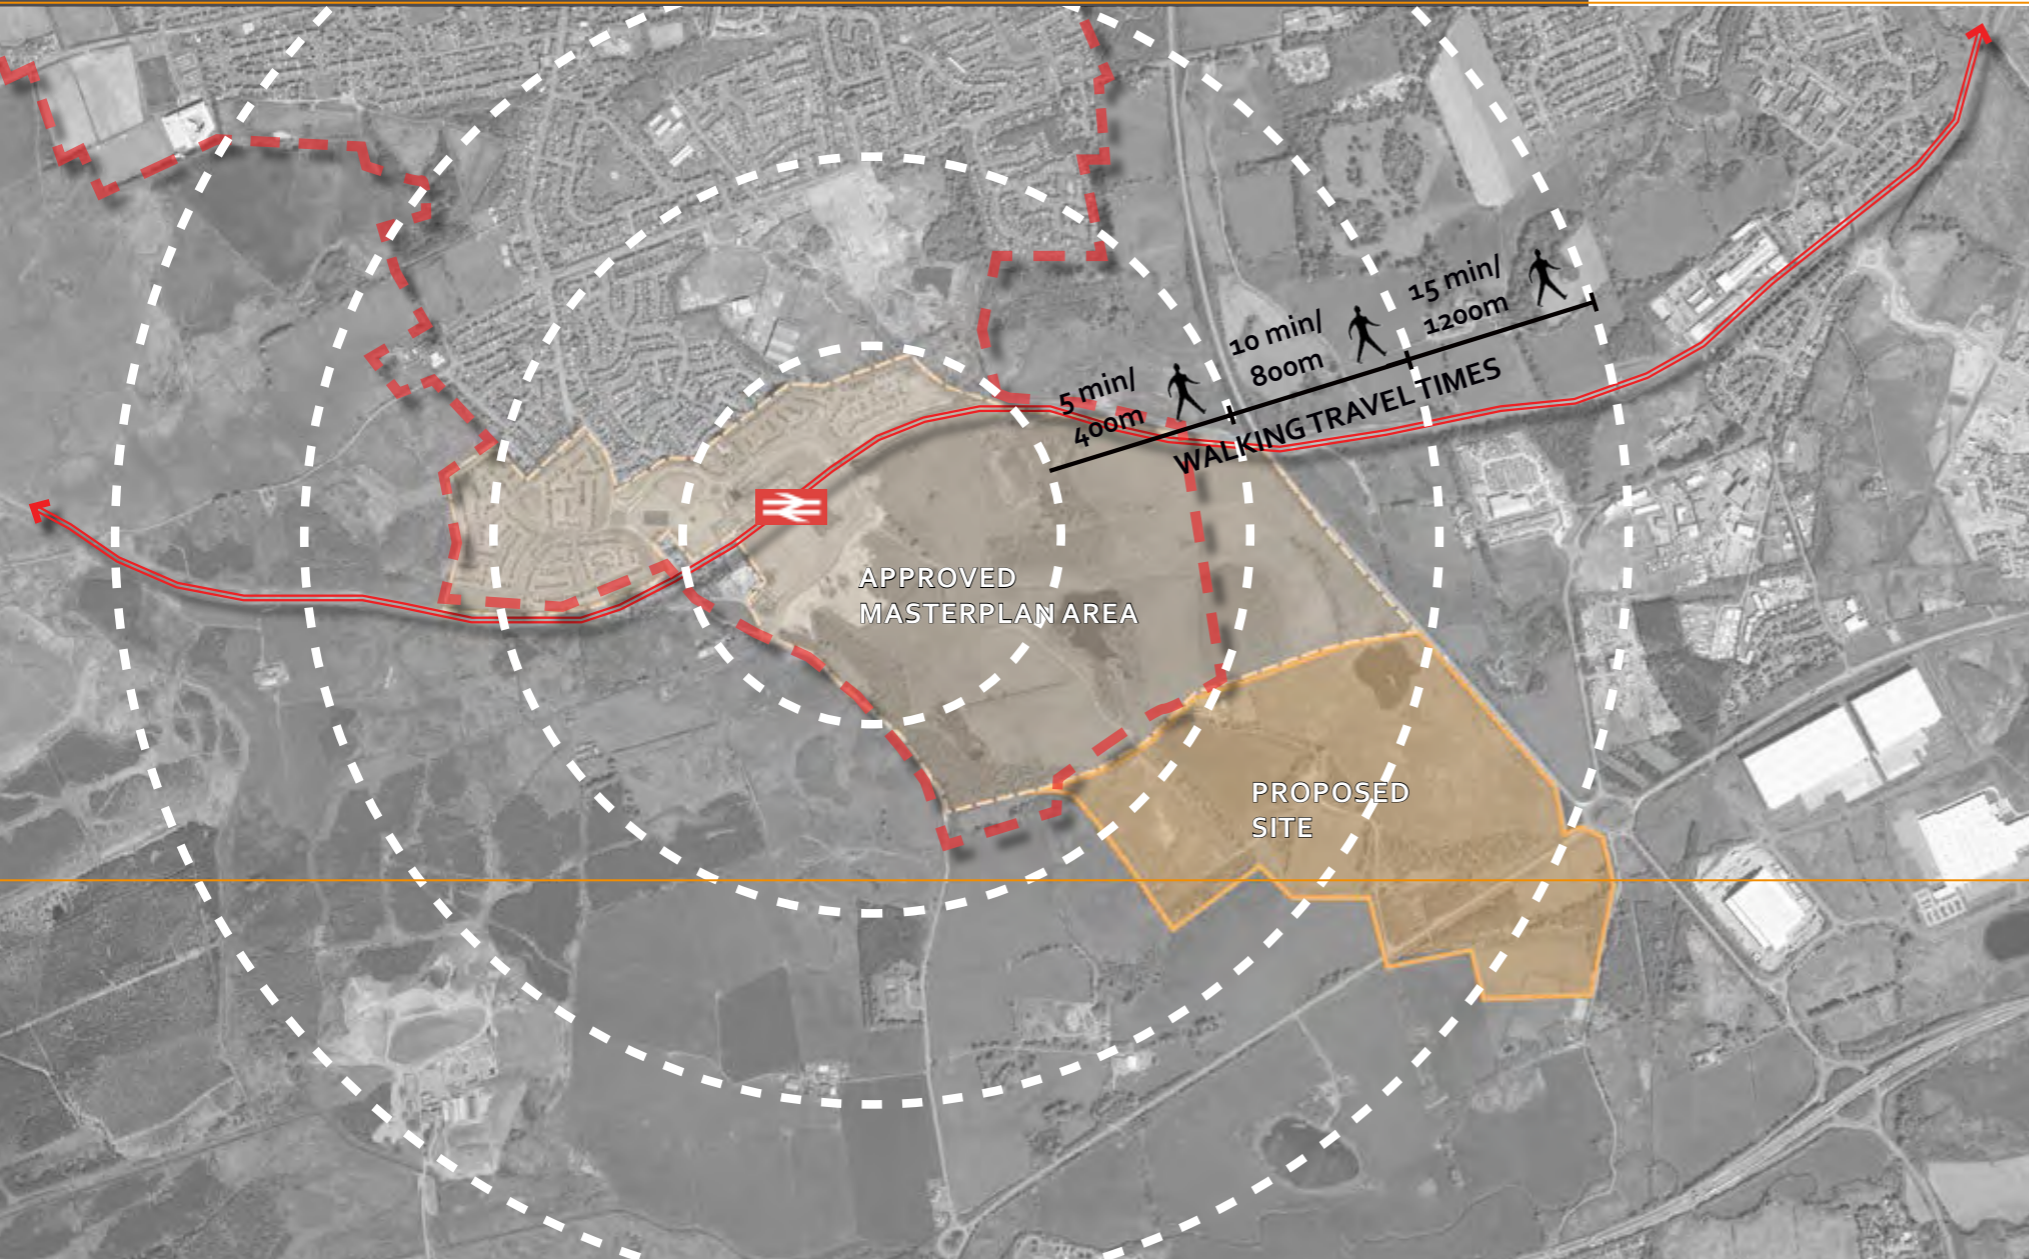 15 min/
1200m
10 min/
800m
5 min/
400m
WALKING TRAVEL TIMES
APPROVED
MASTERPLAN AREA
PROPOSED
SITE